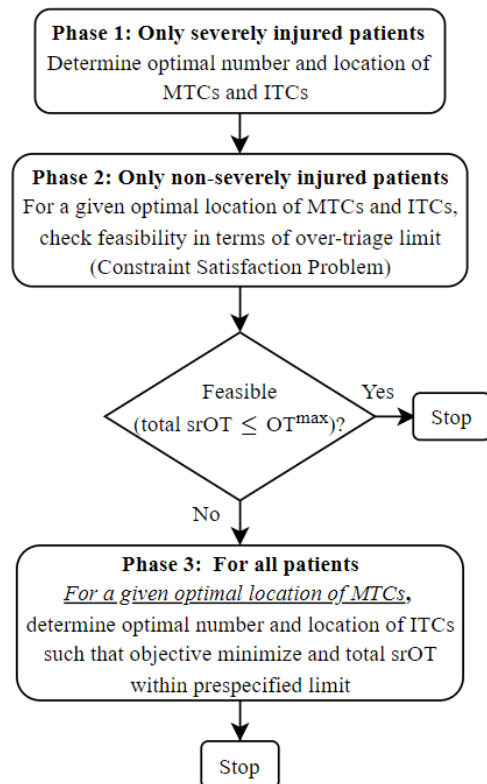 Phase 1: Only severely injured patients
Determine optimal number and location of
MTCs and ITCs
Phase 2: Only non-severely injured patients
For a given optimal location of MTCs and ITCs,
check feasibility in terms of over-triage limit
(Constraint Satisfaction Problem)
Feasible
(total srOT ≤ OT^max)?
Yes
Stop
No
Phase 3: For all patients
For a given optimal location of MTCs,
determine optimal number and location of ITCs
such that objective minimize and total srOT
within prespecified limit
Stop